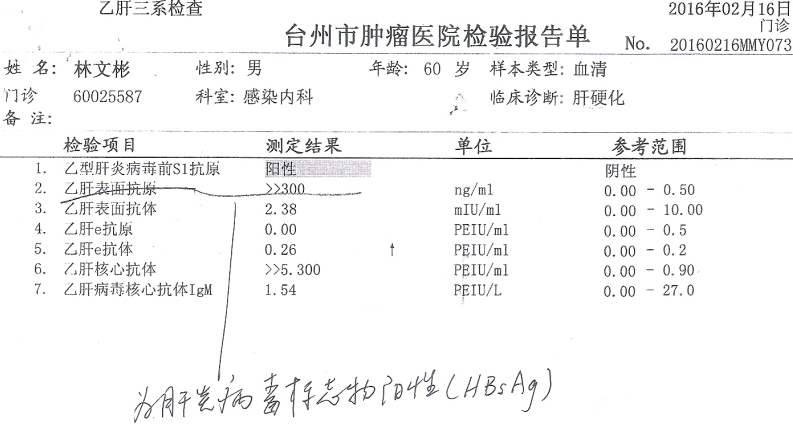 乙肝三系检查 2016年02月16日
门诊
台州市肿瘤医院检验报告单 No. 20160216MMY073
姓 名: 林文彬 性别: 男 年龄: 60 岁 样本类型: 血清
门诊 60025587 科室: 感染内科 临床诊断: 肝硬化
备 注:
检验项目 测定结果 单位 参考范围
1. 乙型肝炎病毒前S1抗原 阳性 阴性
2. 乙肝表面抗原 >>300 ng/ml 0.00 - 0.50
3. 乙肝表面抗体 2.38 mIU/ml 0.00 - 10.00
4. 乙肝e抗原 0.00 PEIU/ml 0.00 - 0.5
5. 乙肝e抗体 0.26 ↑ PEIU/ml 0.00 - 0.2
6. 乙肝核心抗体 >>5.300 PEIU/ml 0.00 - 0.90
7. 乙肝病毒核心抗体IgM 1.54 PEIU/L 0.00 - 27.0
为肝炎病毒标志物阳性(HBsAg)